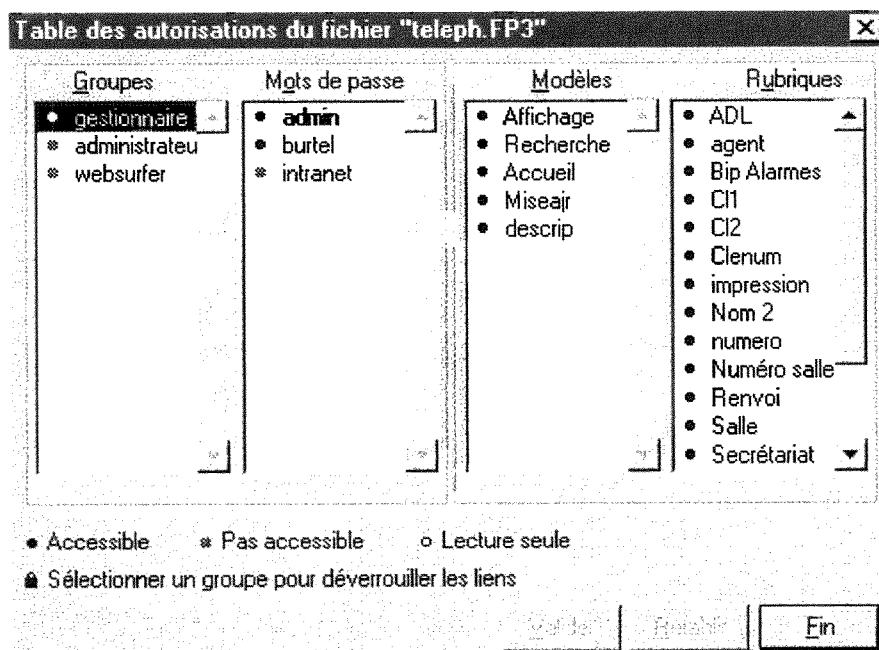 Table des autorisations du fichier "teleph.FP3"
Groupes
gestionnaire
administrateu
websurfer
Mots de passe
admin
burtel
intranet
Modèles
Affichage
Recherche
Accueil
Miseajr
descrip
Rubriques
ADL
agent
Bip Alarmes
Cl1
Cl2
Clenum
impression
Nom 2
numero
Numéro salle
Renvoi
Salle
Secrétariat
Accessible
Pas accessible
Lecture seule
Sélectionner un groupe pour déverrouiller les liens
Fin